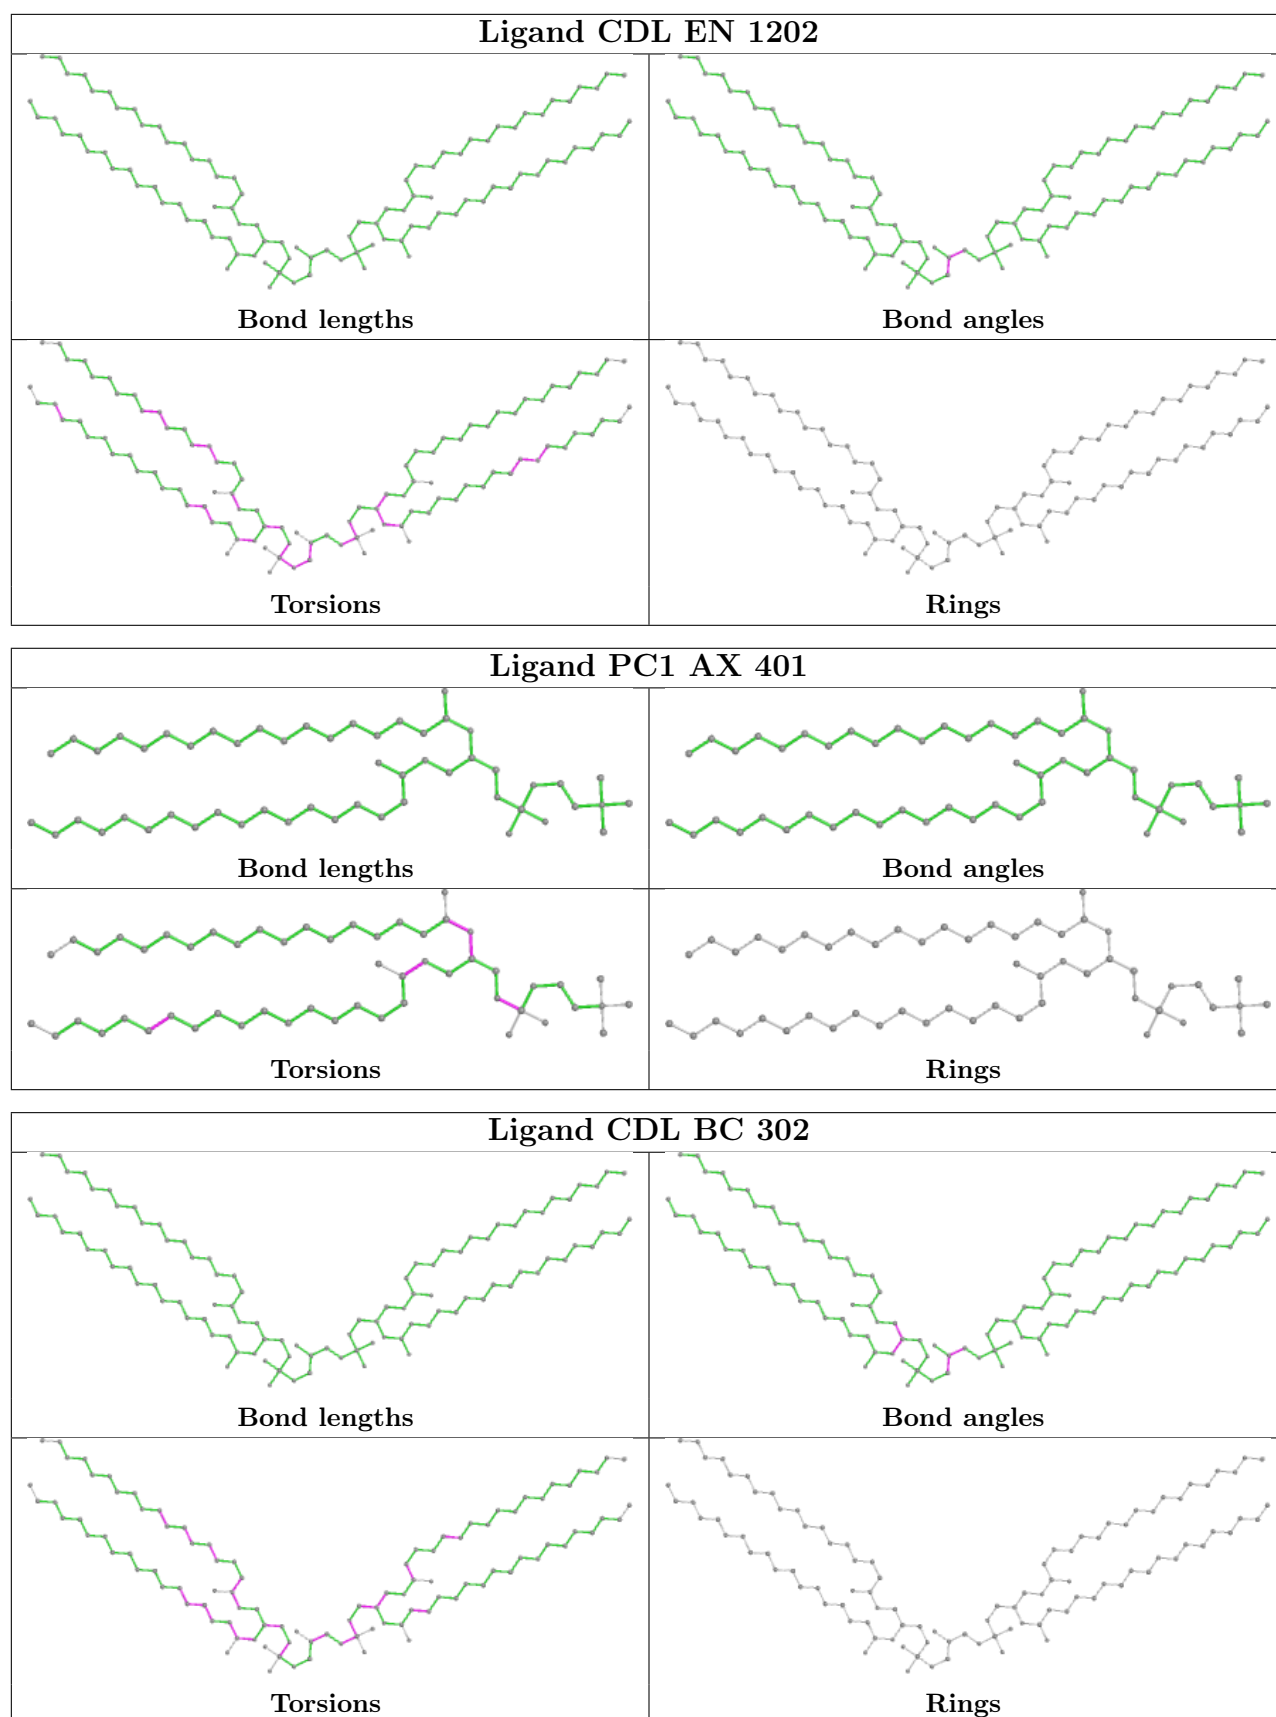 Ligand CDL EN 1202
Bond lengths
Bond angles
Torsions
Rings
Ligand PC1 AX 401
Bond lengths
Bond angles
Torsions
Rings
Ligand CDL BC 302
Bond lengths
Bond angles
Torsions
Rings